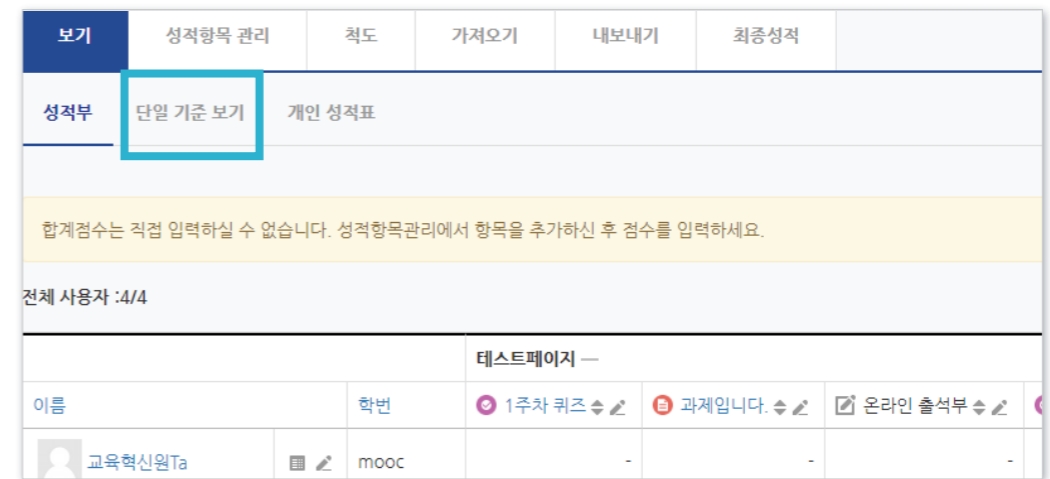 보기 성적항목 관리 척도 가져오기 내보내기 최종성적
성적부 단일 기준 보기 개인 성적표
합계점수는 직접 입력하실 수 없습니다. 성적항목관리에서 항목을 추가하신 후 점수를 입력하세요.
전체 사용자 :4/4
테스트페이지 —
이름 학번 1주차 퀴즈 과제입니다. 온라인 출석부
교육혁신원Ta mooc - - -